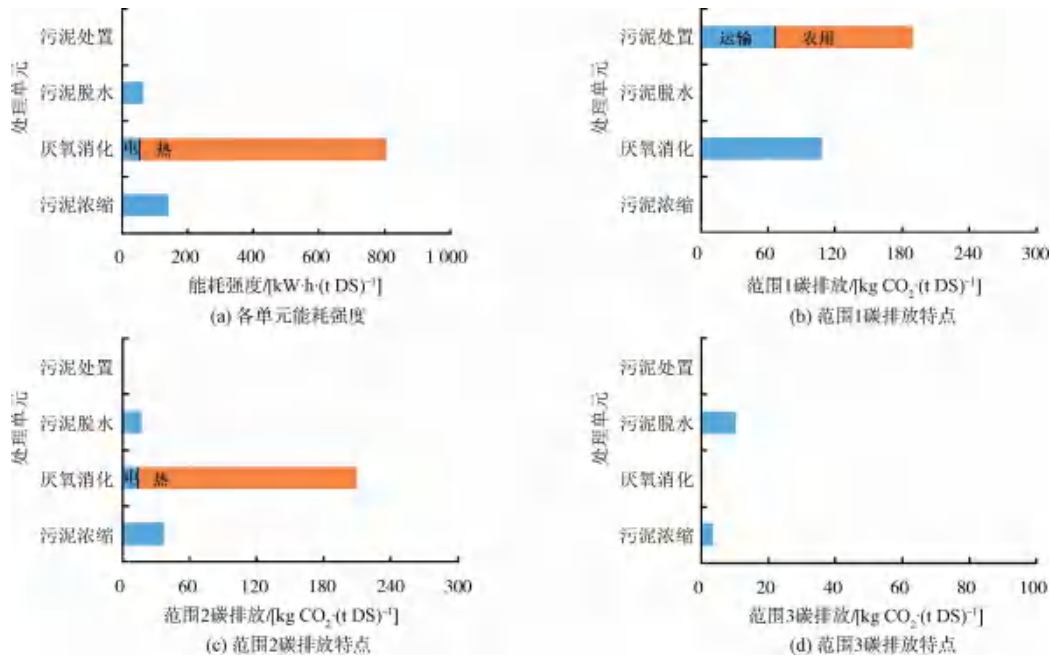 处理单元
污泥处置
污泥脱水
厌氧消化
污泥浓缩
电 热
0 200 400 600 800 1 000
能耗强度/[kW·h·(t DS)⁻¹]
(a) 各单元能耗强度
处理单元
污泥处置
污泥脱水
厌氧消化
污泥浓缩
运输 农用
0 60 120 180 240 300
范围1碳排放/[kg CO₂·(t DS)⁻¹]
(b) 范围1碳排放特点
处理单元
污泥处置
污泥脱水
厌氧消化
污泥浓缩
电 热
0 60 120 180 240 300
范围2碳排放/[kg CO₂·(t DS)⁻¹]
(c) 范围2碳排放特点
处理单元
污泥处置
污泥脱水
厌氧消化
污泥浓缩
0 20 40 60 80 100
范围3碳排放/[kg CO₂·(t DS)⁻¹]
(d) 范围3碳排放特点